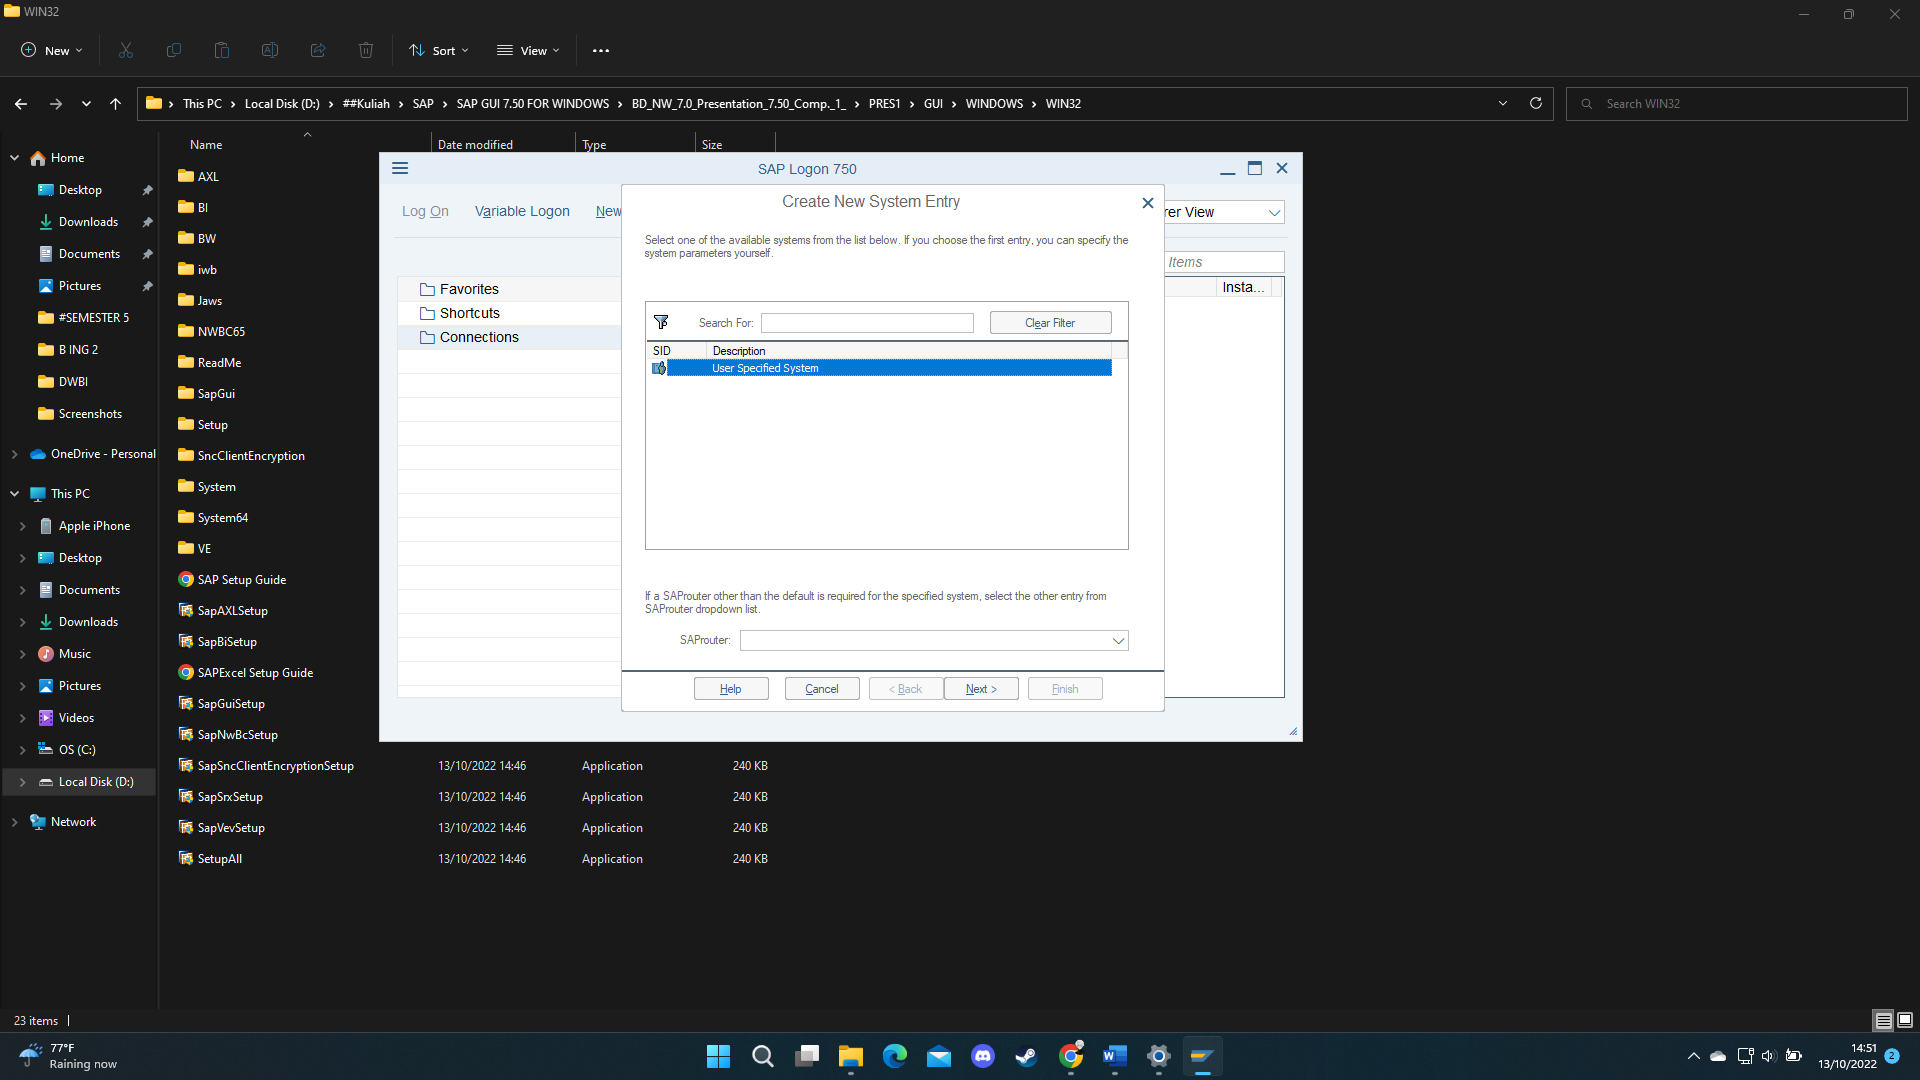 WIN32
New
Sort
View
This PC
Local Disk (D:)
##Kuliah
SAP
SAP GUI 7.50 FOR WINDOWS
BD_NW_7.0_Presentation_7.50_Comp._1_
PRES1
GUI
WINDOWS
WIN32
Search WIN32
Home
Desktop
Downloads
Documents
Pictures
#SEMESTER 5
B ING 2
DWBI
Screenshots
OneDrive - Personal
This PC
Apple iPhone
Desktop
Documents
Downloads
Music
Pictures
Videos
OS (C:)
Local Disk (D:)
Network
Name
Date modified
Type
Size
AXL
BI
BW
iwb
Jaws
NWBC65
ReadMe
SapGui
Setup
SncClientEncryption
System
System64
VE
SAP Setup Guide
SapAXLSetup
SapBiSetup
SAPExcel Setup Guide
SapGuiSetup
SapNwBcSetup
SapSncClientEncryptionSetup 13/10/2022 14:46 Application 240 KB
SapSrxSetup 13/10/2022 14:46 Application 240 KB
SapVevSetup 13/10/2022 14:46 Application 240 KB
SetupAll 13/10/2022 14:46 Application 240 KB
SAP Logon 750
Log On
Variable Logon
New
rer View
Items
Insta...
Favorites
Shortcuts
Connections
Create New System Entry
Select one of the available systems from the list below. If you choose the first entry, you can specify the
system parameters yourself.
Search For:
Clear Filter
SID
Description
User Specified System
If a SAProuter other than the default is required for the specified system, select the other entry from
SAProuter dropdown list.
SAProuter:
Help
Cancel
< Back
Next >
Finish
23 items
77°F
Raining now
14:51
13/10/2022
2